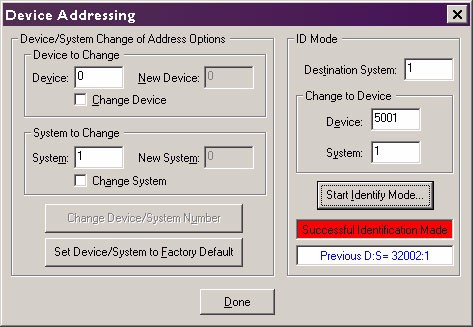 Device Addressing
Device/System Change of Address Options
Device to Change
Device: 0 New Device: 0
Change Device
System to Change
System: 1 New System: 0
Change System
Change Device/System Number
Set Device/System to Factory Default
ID Mode
Destination System: 1
Change to Device
Device: 5001
System: 1
Start Identify Mode...
Successful Identification Made
Previous D:S= 32002:1
Done